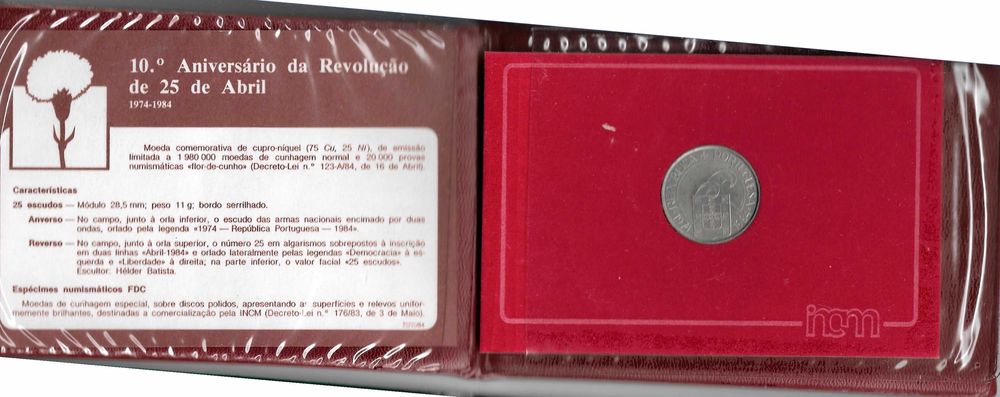 10.º Aniversário da Revolução
de 25 de Abril
1974-1984
Moeda comemorativa de cupro-níquel (75 Cu, 25 Ni), de emissão
limitada a 1 980 000 moedas de cunhagem normal e 20 000 provas
numismáticas «flor-de-cunho» (Decreto-Lei n.º 123-A/84, de 16 de Abril).
Características
25 escudos — Módulo 28,5 mm; peso 11 g; bordo serrilhado.
Anverso — No campo, junto à orla inferior, o escudo das armas nacionais encimado por duas
ondas, orlado pela legenda «1974 — República Portuguesa — 1984».
Reverso — No campo, junto à orla superior, o número 25 em algarismos sobrepostos à inscrição
em duas linhas «Abril-1984» e orlado lateralmente pelas legendas «Democracia» à es-
querda e «Liberdade» à direita; na parte inferior, o valor facial «25 escudos».
Escultor: Hélder Batista.
Espécimes numismáticos FDC
Moedas de cunhagem especial, sobre discos polidos, apresentando as superfícies e relevos unifor-
memente brilhantes, destinadas a comercialização pela INCM (Decreto-Lei n.º 176/83, de 3 de Maio).
REPÚBLICA PORTUGUESA
incm